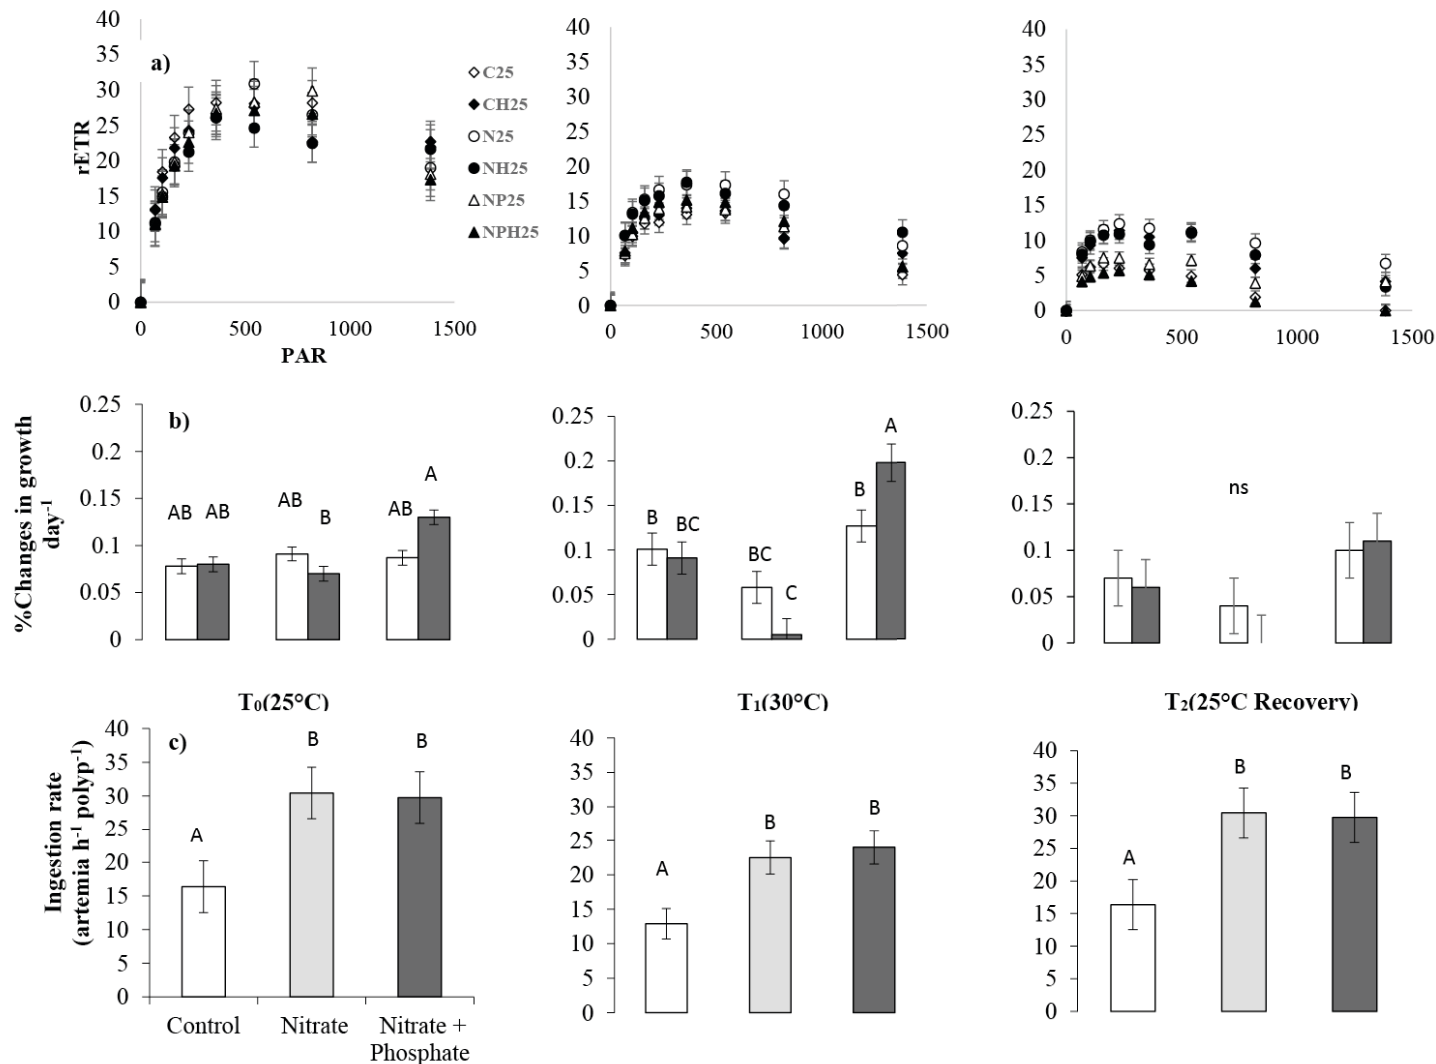 a)
40
35
30
25
20
15
10
5
0
rETR
0 500 1000 1500
PAR
C25
CH25
N25
NH25
NP25
NPH25
40
35
30
25
20
15
10
5
0
0 500 1000 1500
40
35
30
25
20
15
10
5
0
0 500 1000 1500
b)
%Changes in growth
day-1
0.25
0.2
0.15
0.1
0.05
0
AB AB AB B AB A
0.25
0.2
0.15
0.1
0.05
0
B BC BC C B A
0.25
0.2
0.15
0.1
0.05
0
ns
T0(25°C)
T1(30°C)
T2(25°C Recovery)
c)
Ingestion rate
(artemia h-1 polyp-1)
40
35
30
25
20
15
10
5
0
A B B
Control Nitrate Nitrate +
Phosphate
40
35
30
25
20
15
10
5
0
A B B
40
35
30
25
20
15
10
5
0
A B B